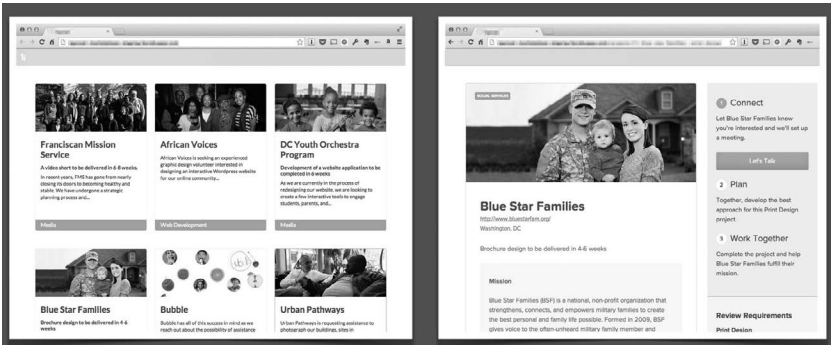 Franciscan Mission
Service
A video short to be delivered in 6-8 weeks.
In recent years, FMS has gone from nearly
closing its doors to becoming healthy and
stable. We have undergone a strategic
planning process and...
Media
African Voices
African Voices is seeking an experienced
graphic design volunteer interested in
designing an interactive Wordpress website
for our online community...
Web Development
DC Youth Orchestra
Program
Development of a website application to be
completed in 6 weeks
As we are currently in the process of
redesigning our website, we are looking to
create a few interactive tools to engage
students, parents, and...
Media
Blue Star Families
Brochure design to be delivered in 4-6
weeks
Bubble
Bubble has all of this success in mind as we
reach out about the possibility of assistance
Urban Pathways
Urban Pathways is requesting assistance to
photograph our buildings, sites in
SOCIAL SERVICES
Blue Star Families
http://www.bluestarfam.org/
Washington, DC
Brochure design to be delivered in 4-6 weeks
Mission
Blue Star Families (BSF) is a national, non-profit organization that
strengthens, connects, and empowers military families to create
the best personal and family life possible. Formed in 2009, BSF
gives voice to the often-unheard military family member and
1 Connect
Let Blue Star Families know
you're interested and we'll set up
a meeting.
Let's Talk
2 Plan
Together, develop the best
approach for this Print Design
project
3 Work Together
Complete the project and help
Blue Star Families fulfill their
mission.
Review Requirements
Print Design